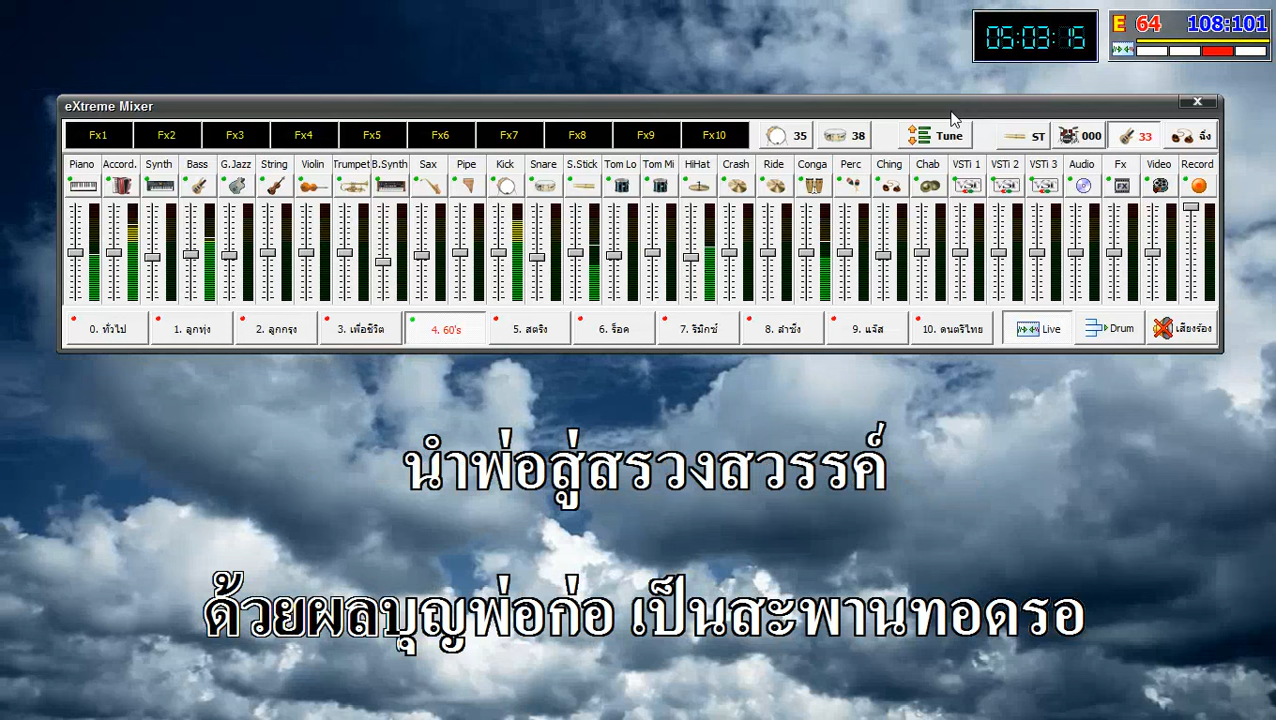 05:03:15
E 64 108:101
eXtreme Mixer
Fx1 Fx2 Fx3 Fx4 Fx5 Fx6 Fx7 Fx8 Fx9 Fx10 35 38 Tune ST 000 33 ฉิ่ง
Piano Accord. Synth Bass G.Jazz String Violin Trumpet B.Synth Sax Pipe Kick Snare S.Stick Tom Lo Tom Mi HiHat Crash Ride Conga Perc Ching Chab VSTi 1 VSTi 2 VSTi 3 Audio Fx Video Record
0. ทั่วไป 1. ลูกทุ่ง 2. ลูกกรุง 3. เพื่อชีวิต 4. 60's 5. สตริง 6. ร็อค 7. ริมิกซ์ 8. ลำซิ่ง 9. แจ๊ส 10. ดนตรีไทย Live Drum เสียงร้อง
นำพ่อสู่สรวงสวรรค์
ด้วยผลบุญพ่อก่อ เป็นสะพานทอดรอ